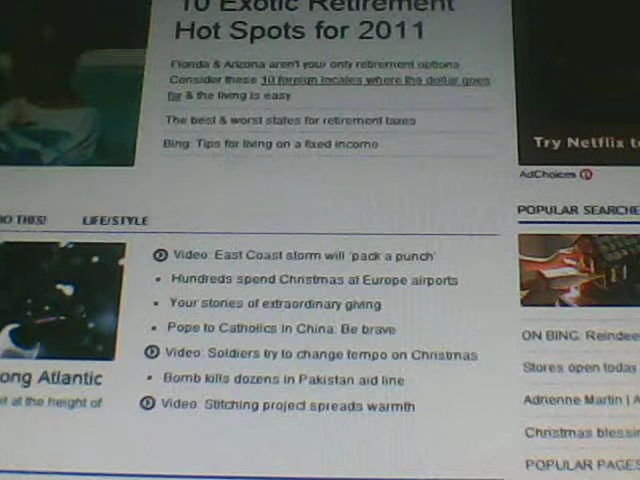 10 Exotic Retirement
Hot Spots for 2011
Florida & Arizona aren't your only retirement options
Consider these 10 foreign locales where the dollar goes
far & the living is easy
The best & worst states for retirement taxes
Bing: Tips for living on a fixed income
Try Netflix
AdChoices
THIS!
LIFE/STYLE
POPULAR SEARCHE
Video: East Coast storm will 'pack a punch'
Hundreds spend Christmas at Europe airports
Your stories of extraordinary giving
Pope to Catholics in China: Be brave
Video: Soldiers try to change tempo on Christmas
Bomb kills dozens in Pakistan aid line
Video: Stitching project spreads warmth
ong Atlantic
at the height of
ON BING: Reindee
Stores open today
Adrienne Martin | A
Christmas blessin
POPULAR PAGES